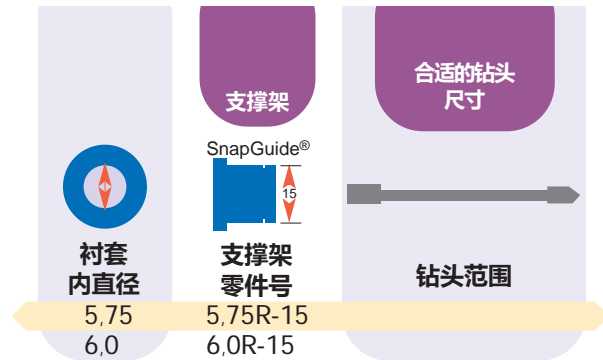 支撑架
合适的钻头
尺寸
SnapGuide®
15
衬套
内直径
支撑架
零件号
钻头范围
5,75 5,75R-15
6,0 6,0R-15